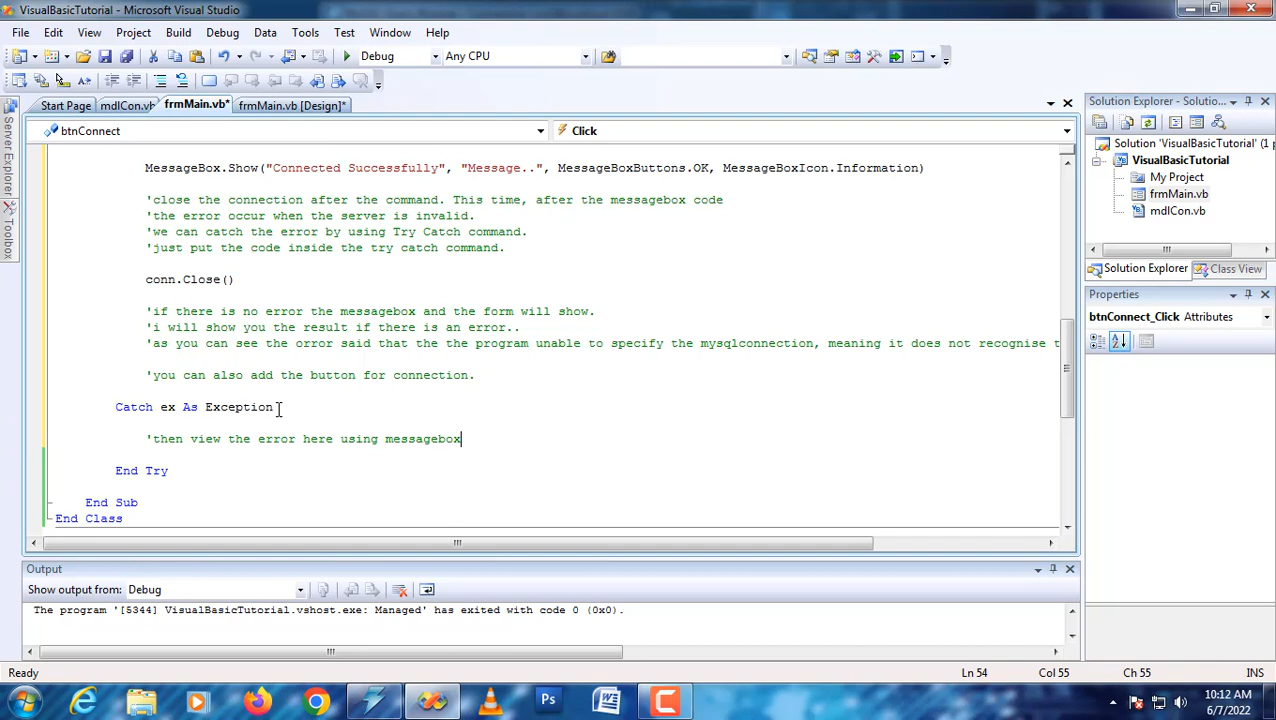 VisualBasicTutorial - Microsoft Visual Studio
File Edit View Project Build Debug Data Tools Test Window Help
Debug Any CPU
Start Page mdlCon.vb frmMain.vb* frmMain.vb [Design]*
Solution Explorer - Solutio...
btnConnect Click
Solution 'VisualBasicTutorial' (1 p
VisualBasicTutorial
My Project
frmMain.vb
mdlCon.vb
Server Explorer
Toolbox
MessageBox.Show("Connected Successfully", "Message..", MessageBoxButtons.OK, MessageBoxIcon.Information)
'close the connection after the command. This time, after the messagebox code
'the error occur when the server is invalid.
'we can catch the error by using Try Catch command.
'just put the code inside the try catch command.
conn.Close()
'if there is no error the messagebox and the form will show.
'i will show you the result if there is an error..
'as you can see the orror said that the the program unable to specify the mysqlconnection, meaning it does not recognise t
'you can also add the button for connection.
Catch ex As Exception
'then view the error here using messagebox
End Try
End Sub
End Class
Solution Explorer Class View
Properties
btnConnect_Click Attributes
Output
Show output from: Debug
The program '[5344] VisualBasicTutorial.vshost.exe: Managed' has exited with code 0 (0x0).
Ready Ln 54 Col 55 Ch 55 INS
Ps
10:12 AM
6/7/2022